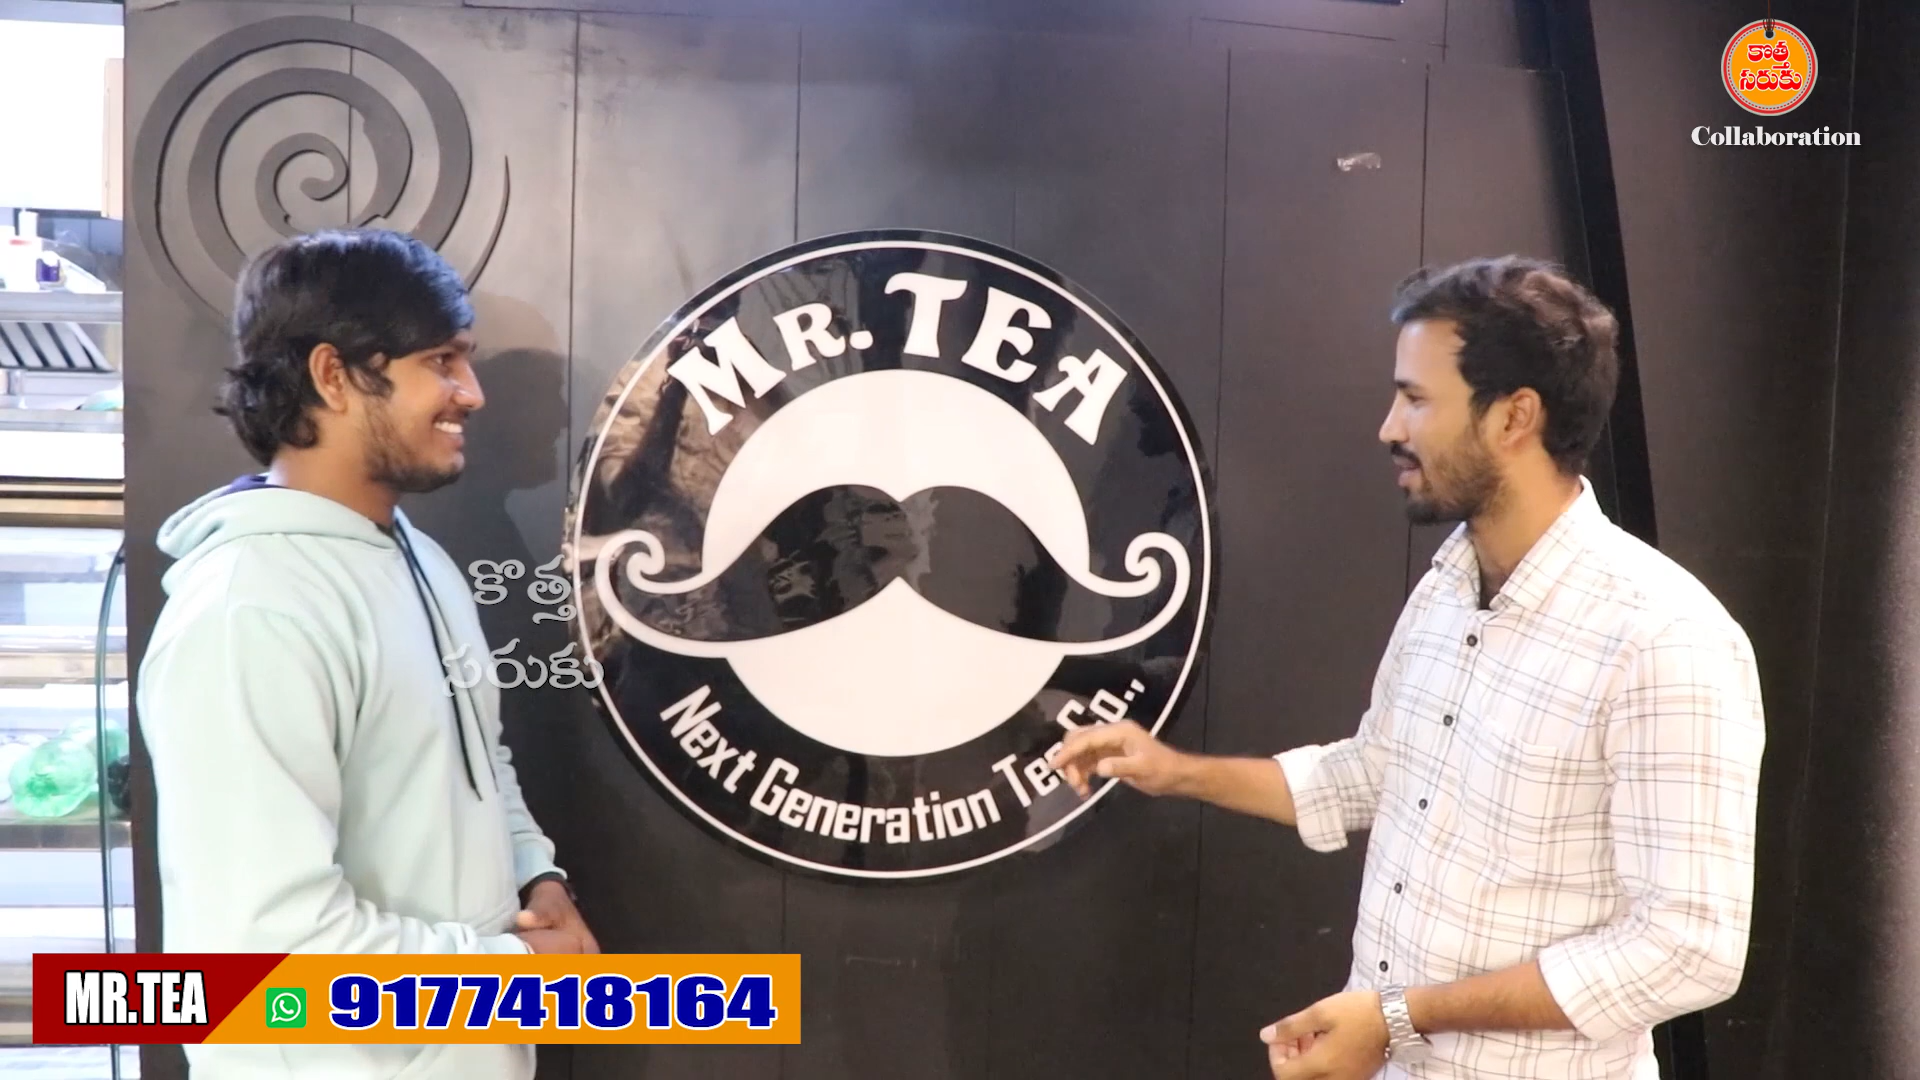 కొత్త
సరుకు
Collaboration
MR. TEA
కొత్త
సరుకు
Next Generation Tea Co.,
MR.TEA
9177418164